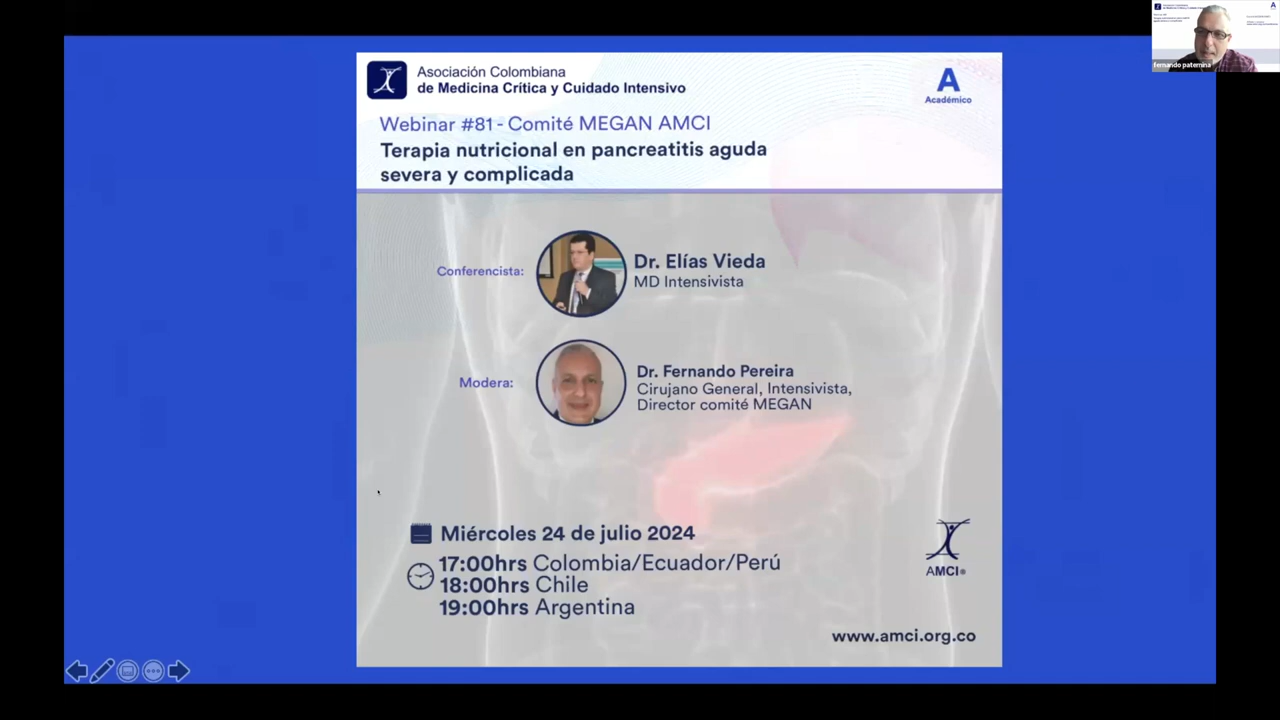 Asociación Colombiana
de Medicina Crítica y Cuidado Intensivo
A
Académico
Webinar #81 - Comité MEGAN AMCI
Terapia nutricional en pancreatitis aguda
severa y complicada
Conferencista:
Dr. Elías Vieda
MD Intensivista
Modera:
Dr. Fernando Pereira
Cirujano General, Intensivista,
Director comité MEGAN
Miércoles 24 de julio 2024
17:00hrs Colombia/Ecuador/Perú
18:00hrs Chile
19:00hrs Argentina
AMCI®
www.amci.org.co
fernando paternina